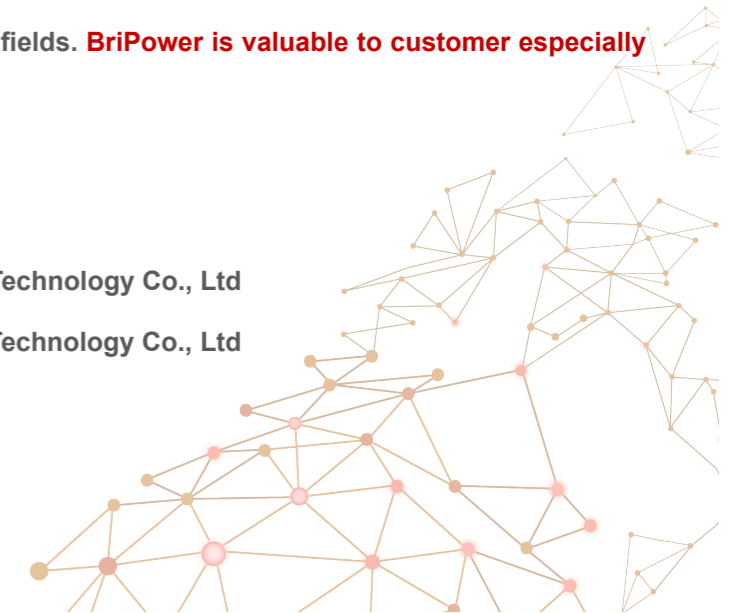 fields. BriPower is valuable to customer especially
Technology Co., Ltd
Technology Co., Ltd